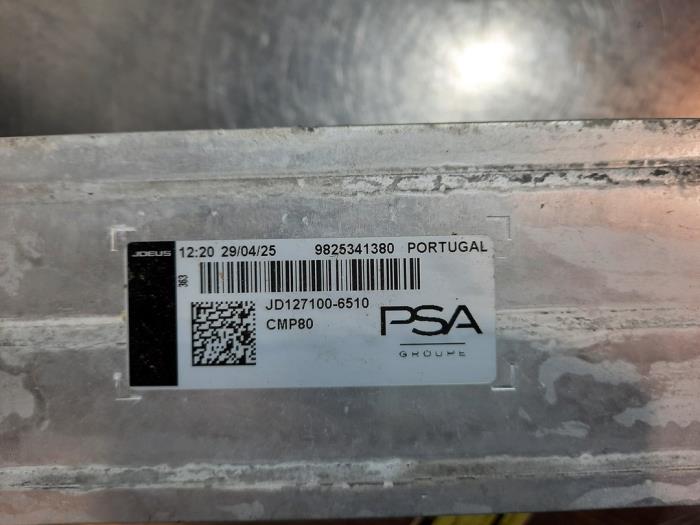 JDEUS 12:20 29/04/25 9825341380 PORTUGAL
363
JD127100-6510
CMP80
PSA
GROUPE